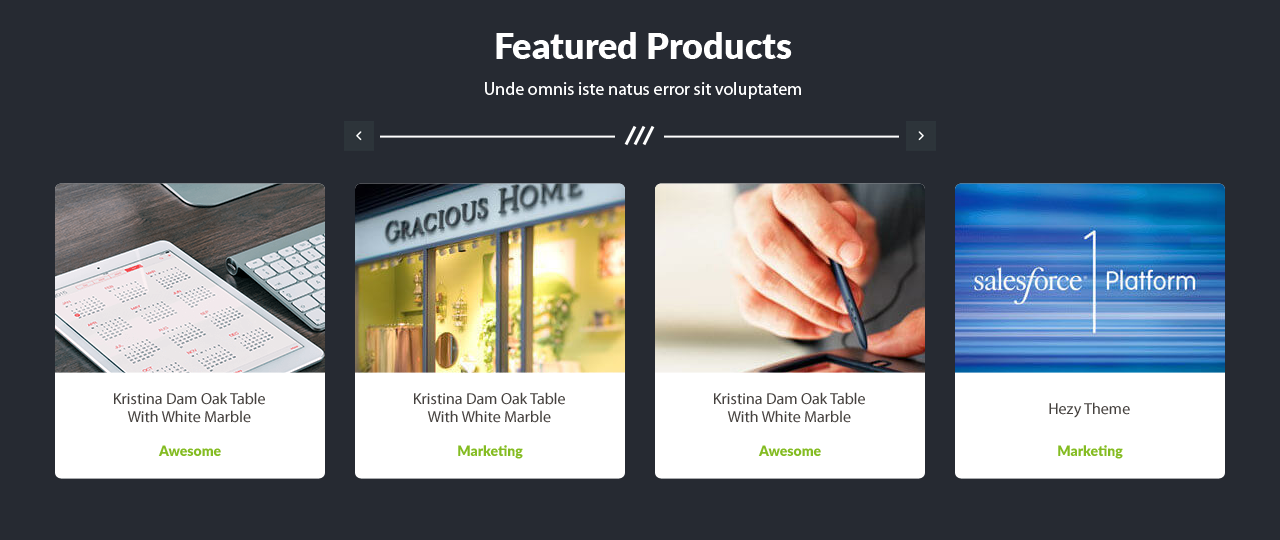 Featured Products
Unde omnis iste natus error sit voluptatem
GRACIOUS HOME
salesforce 1 Platform
Kristina Dam Oak Table
With White Marble
Awesome
Kristina Dam Oak Table
With White Marble
Marketing
Kristina Dam Oak Table
With White Marble
Awesome
Hezy Theme
Marketing